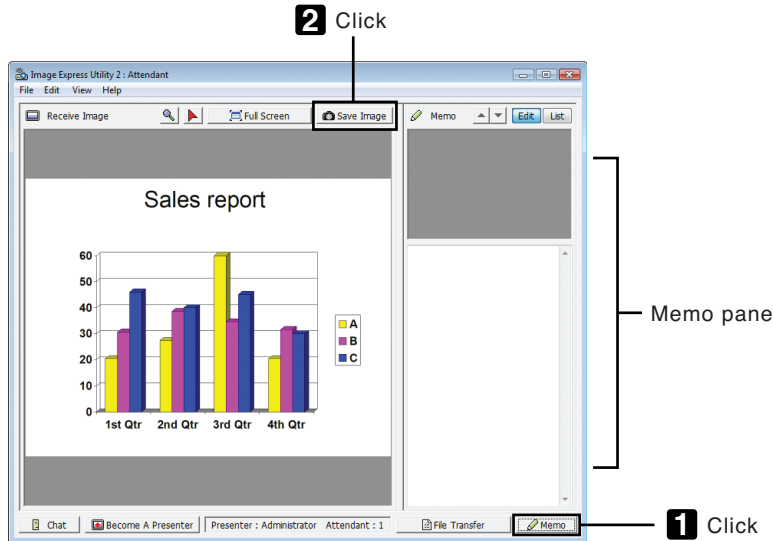 2 Click
Image Express Utility 2 : Attendant
File Edit View Help
Receive Image Full Screen Save Image Memo Edit List
Sales report
60
50
40
30
20
10
0
A
B
C
1st Qtr 2nd Qtr 3rd Qtr 4th Qtr
Memo pane
Chat Become A Presenter Presenter : Administrator Attendant : 1 File Transfer Memo
1 Click